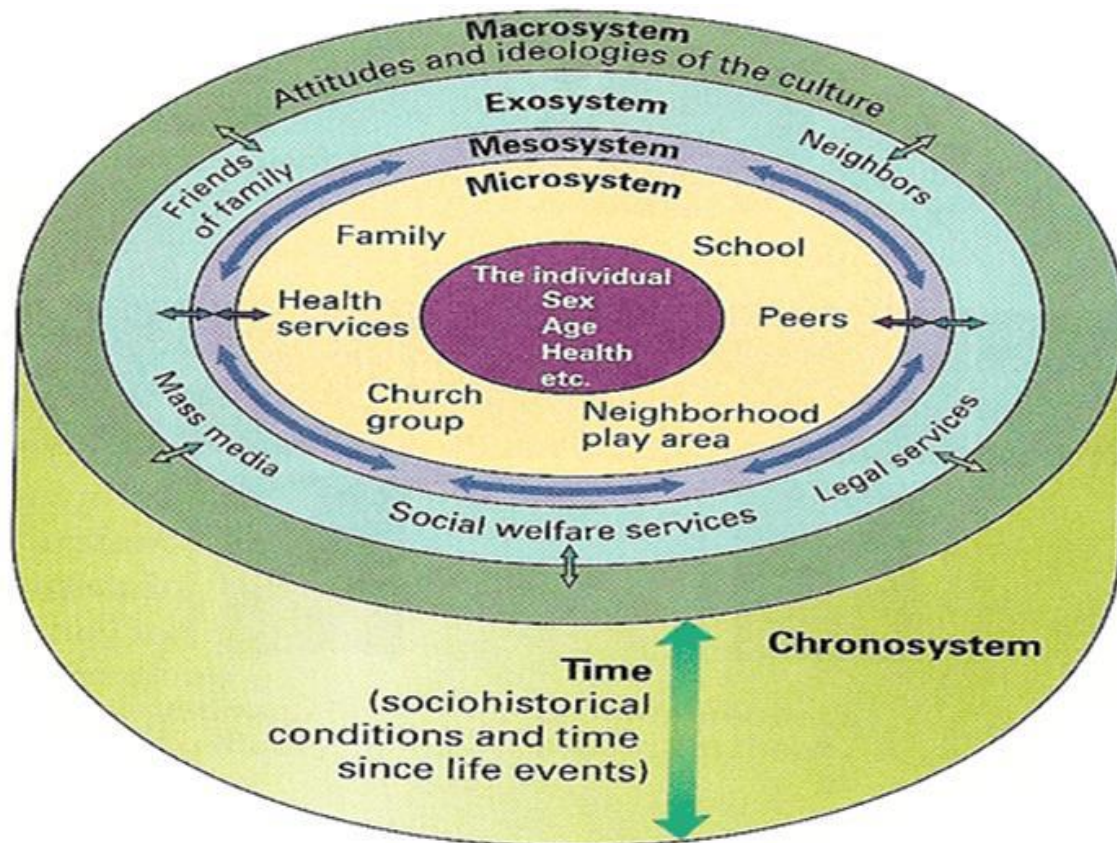 Macrosystem
Attitudes and ideologies of the culture
Exosystem
Mesosystem
Microsystem
Friends
of family
Neighbors
Family
School
Health
services
The individual
Sex
Age
Health
etc.
Peers
Church
group
Neighborhood
play area
Mass media
Social welfare services
Legal services
Chronosystem
Time
(sociohistorical
conditions and time
since life events)